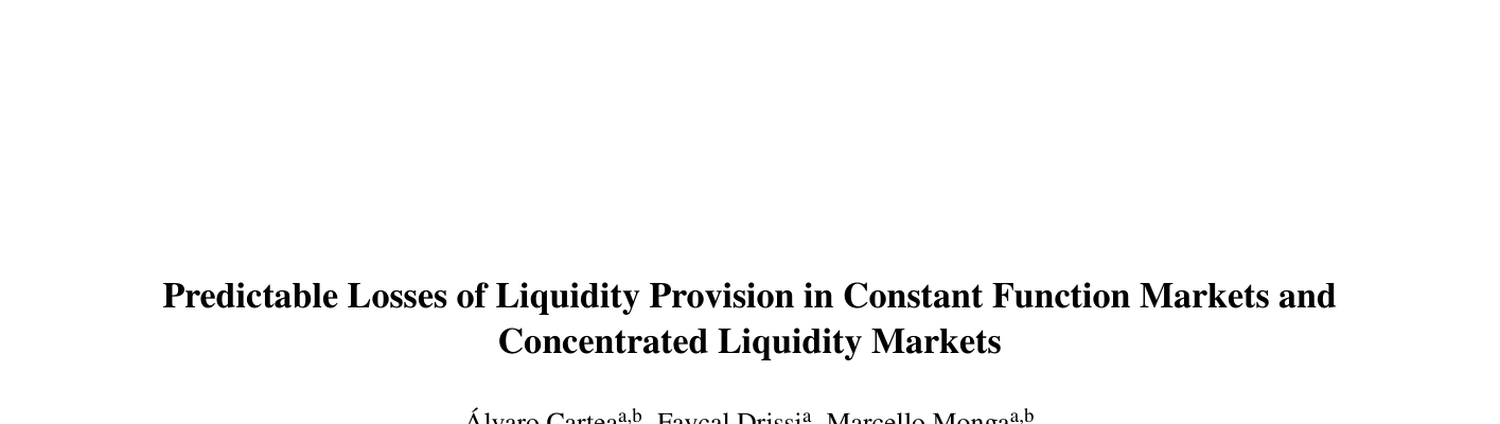 Predictable Losses of Liquidity Provision in Constant Function Markets and
Concentrated Liquidity Markets
Álvaro Cartea^a,b, Fayçal Drissi^a, Marcello Monga^a,b